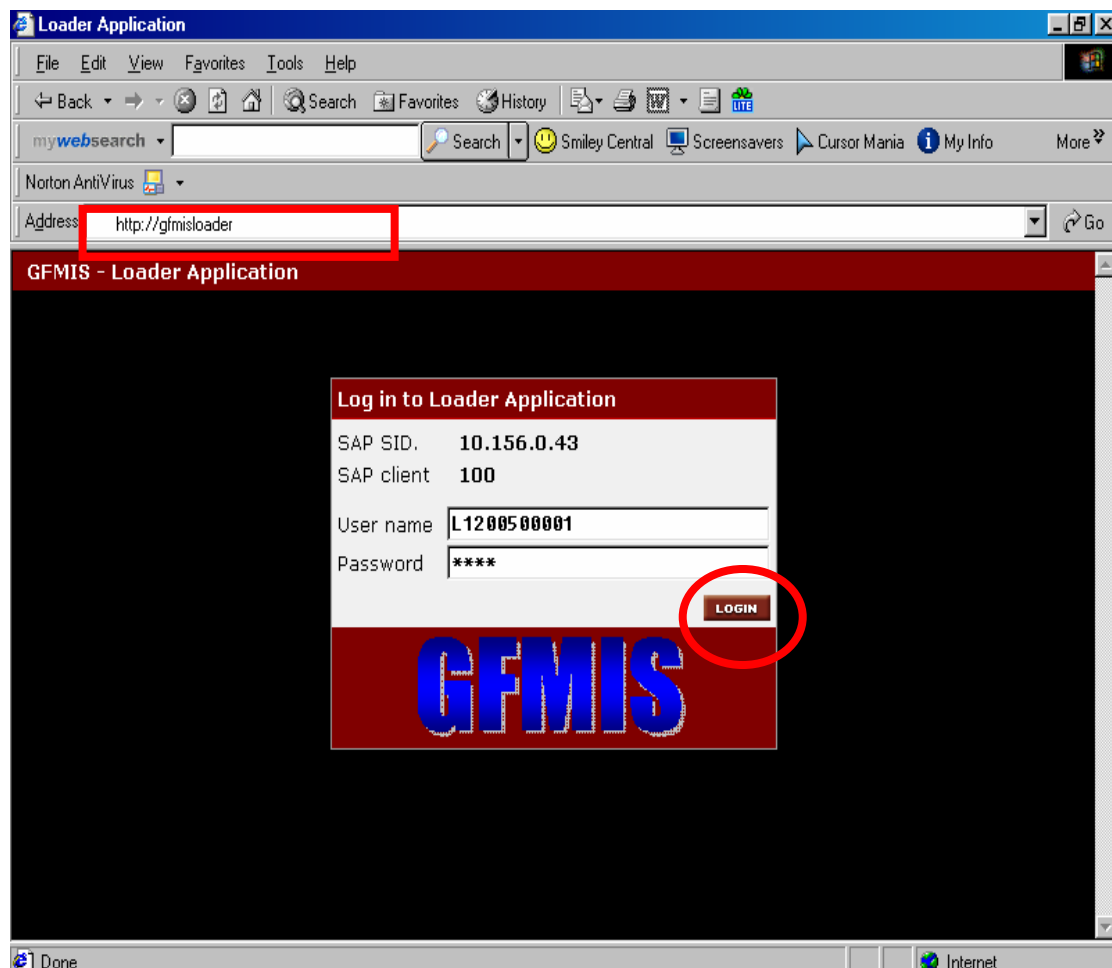 Loader Application
File Edit View Favorites Tools Help
Back Search Favorites History
mywebsearch Search Smiley Central Screensavers Cursor Mania My Info More
Norton AntiVirus
Address http://gfmisloader Go
GFMIS - Loader Application
Log in to Loader Application
SAP SID. 10.156.0.43
SAP client 100
User name L1200500001
Password ****
LOGIN
GFMIS
Done Internet